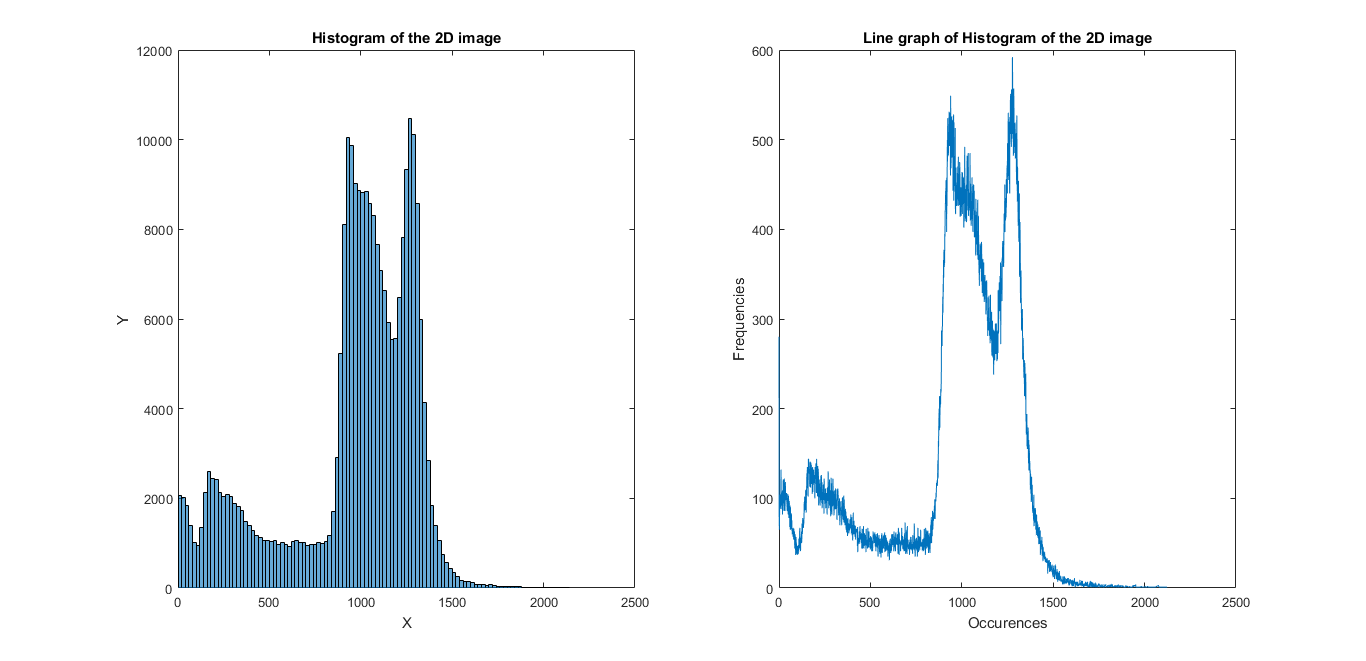 Histogram of the 2D image
12000
10000
8000
6000
4000
2000
0
Y
0 500 1000 1500 2000 2500
X
Line graph of Histogram of the 2D image
600
500
400
300
200
100
0
Frequencies
0 500 1000 1500 2000 2500
Occurences